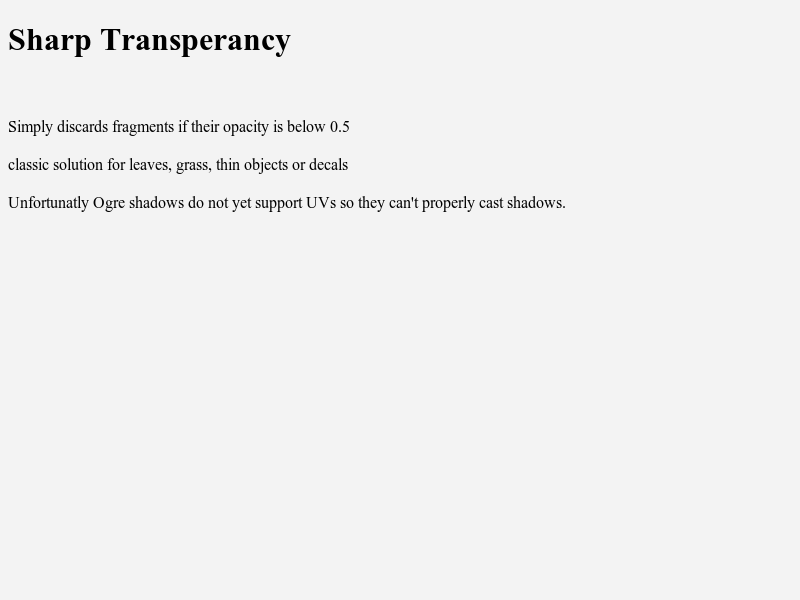 Sharp Transperancy
Simply discards fragments if their opacity is below 0.5
classic solution for leaves, grass, thin objects or decals
Unfortunatly Ogre shadows do not yet support UVs so they can't properly cast shadows.